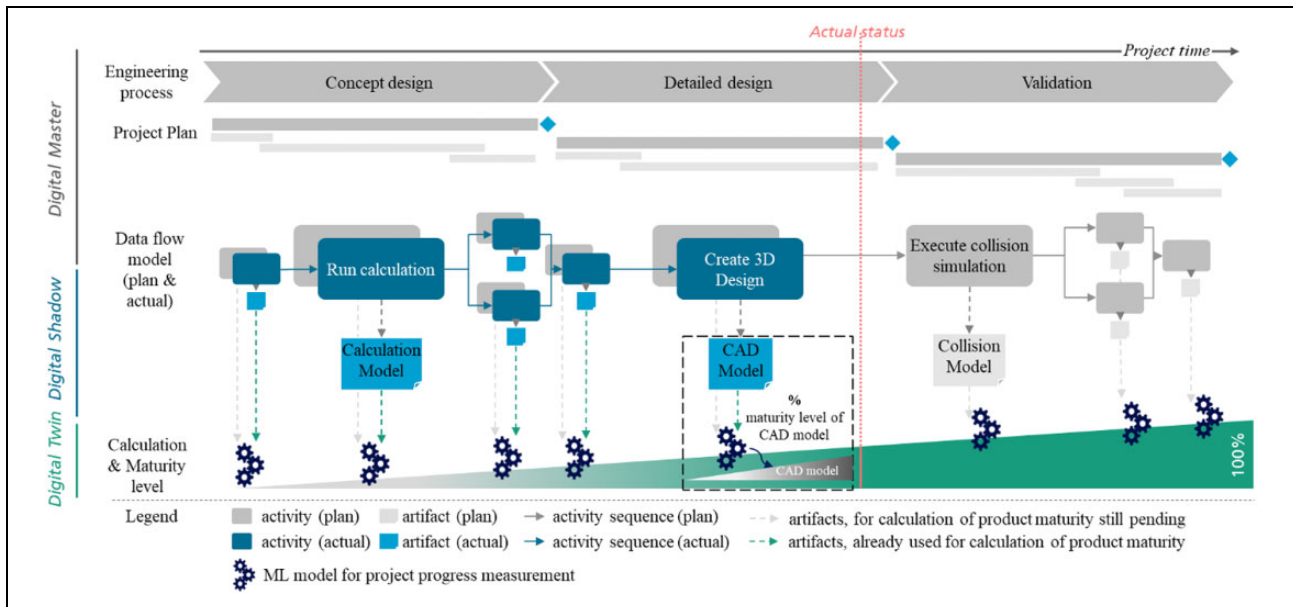 Actual status
Project time
Engineering
process
Concept design
Detailed design
Validation
Project Plan
Digital Master
Data flow
model
(plan &
actual)
Run calculation
Create 3D
Design
Execute collision
simulation
Digital Shadow
Calculation
Model
CAD
Model
Collision
Model
%
maturity level of
CAD model
Digital Twin
Calculation
& Maturity
level
CAD model
100%
Legend
activity (plan)
artifact (plan)
activity sequence (plan)
artifacts, for calculation of product maturity still pending
activity (actual)
artifact (actual)
activity sequence (actual)
artifacts, already used for calculation of product maturity
ML model for project progress measurement